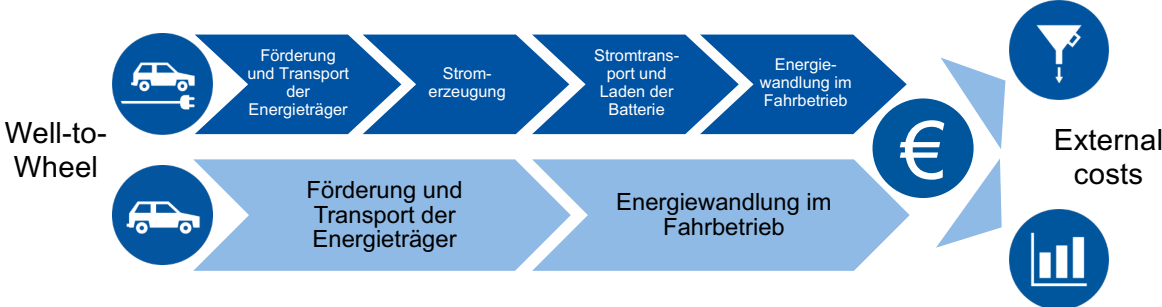 Well-to-
Wheel
Förderung
und Transport
der
Energieträger
Strom-
erzeugung
Stromtrans-
port und
Laden der
Batterie
Energie-
wandlung im
Fahrbetrieb
Förderung und
Transport der
Energieträger
Energiewandlung im
Fahrbetrieb
€
External
costs